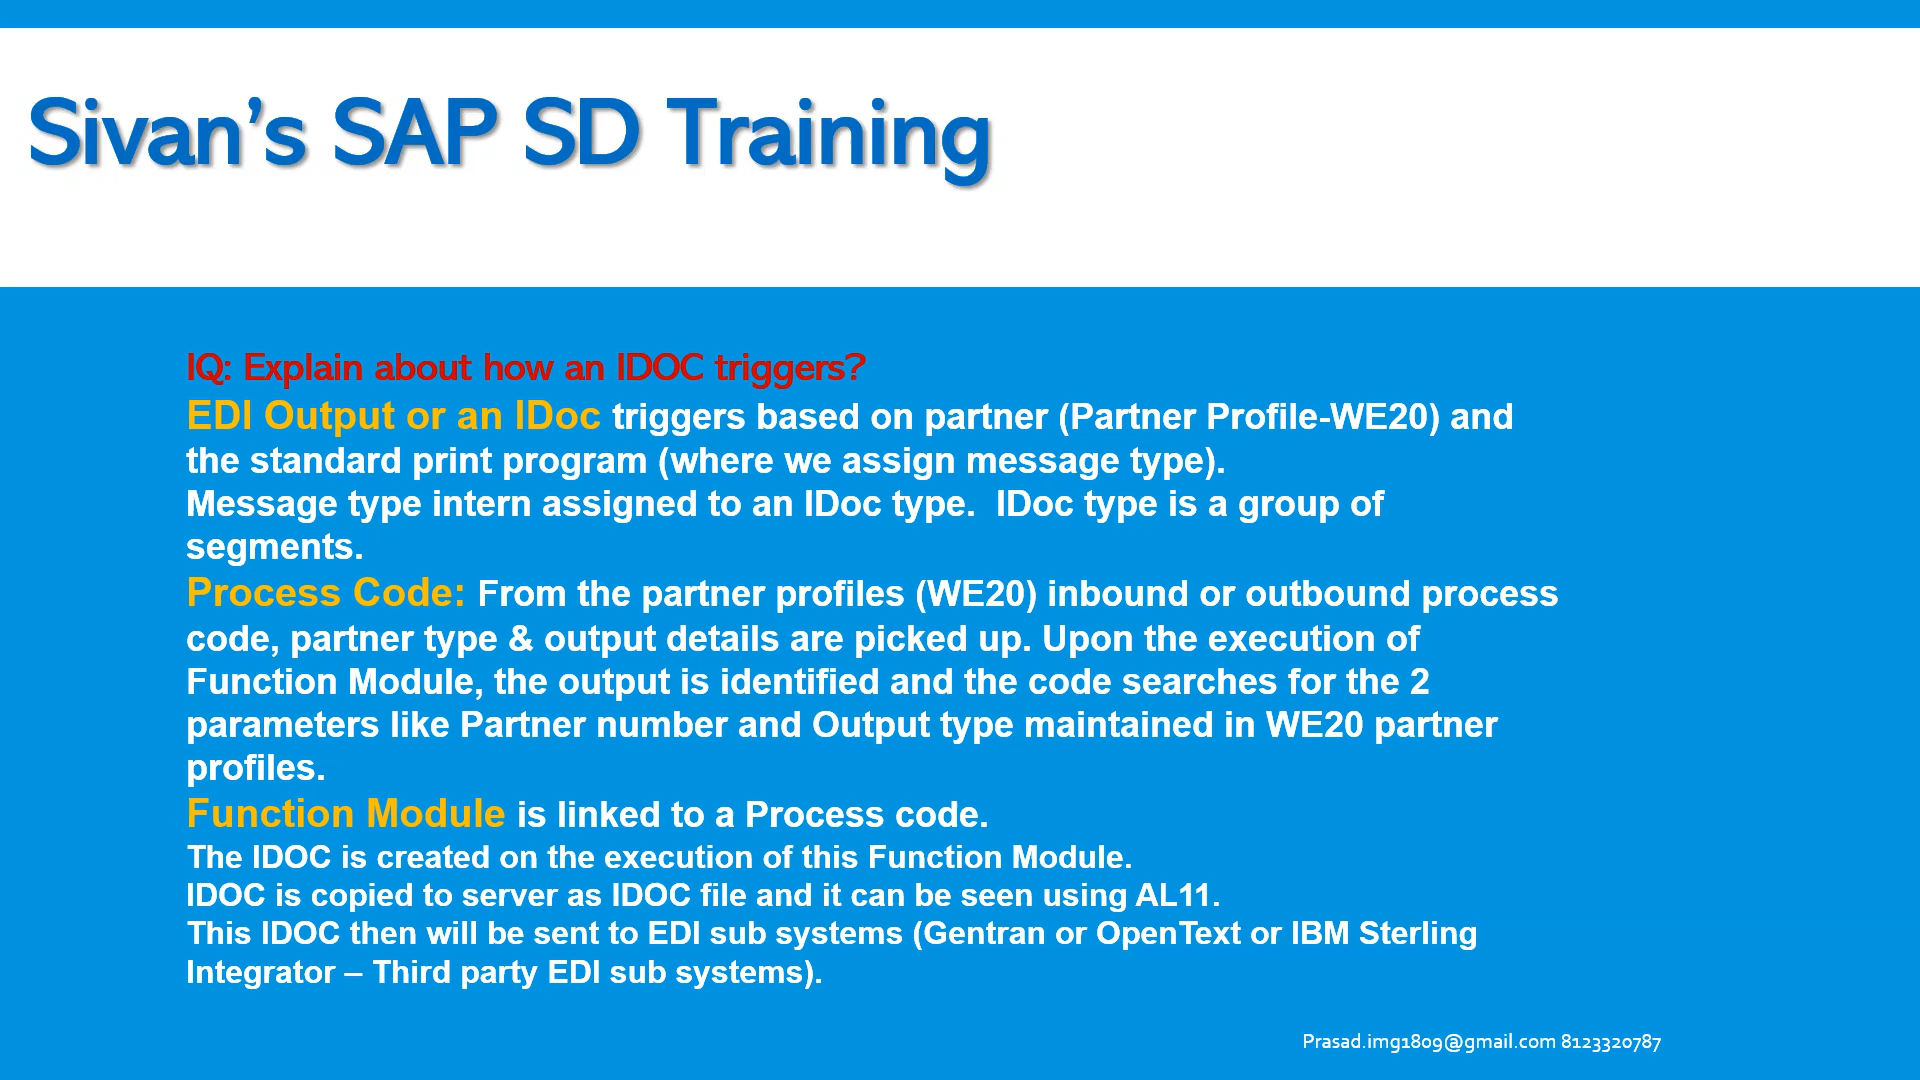 Sivan’s SAP SD Training
IQ: Explain about how an IDOC triggers?
EDI Output or an IDoc triggers based on partner (Partner Profile-WE20) and
the standard print program (where we assign message type).
Message type intern assigned to an IDoc type.  IDoc type is a group of
segments.
Process Code: From the partner profiles (WE20) inbound or outbound process
code, partner type & output details are picked up. Upon the execution of
Function Module, the output is identified and the code searches for the 2
parameters like Partner number and Output type maintained in WE20 partner
profiles.
Function Module is linked to a Process code.
The IDOC is created on the execution of this Function Module.
IDOC is copied to server as IDOC file and it can be seen using AL11.
This IDOC then will be sent to EDI sub systems (Gentran or OpenText or IBM Sterling
Integrator – Third party EDI sub systems).
Prasad.img1809@gmail.com 8123320787